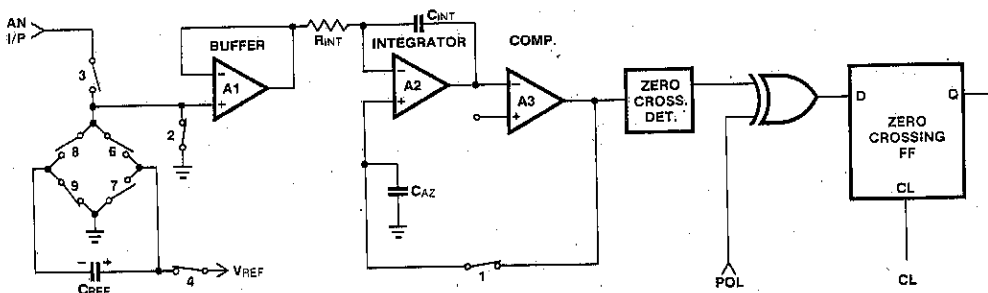 AN
I/P
3
BUFFER
-
A1
+
RINT
CINT
INTEGRATOR
-
A2
+
COMP.
-
A3
+
ZERO
CROSS.
DET.
D
Q
ZERO
CROSSING
FF
CL
2
8
6
9
7
CAZ
- +
CREF
4
VREF
1
POL
CL